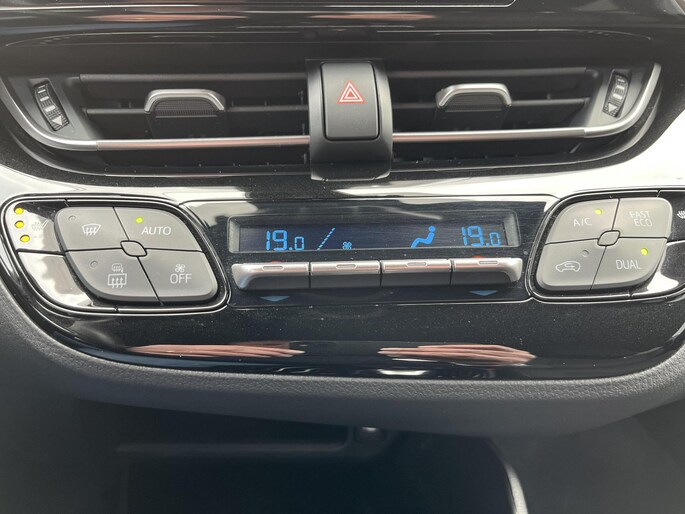 AUTO
OFF
19.0
19.0
A/C
FAST
ECO
DUAL